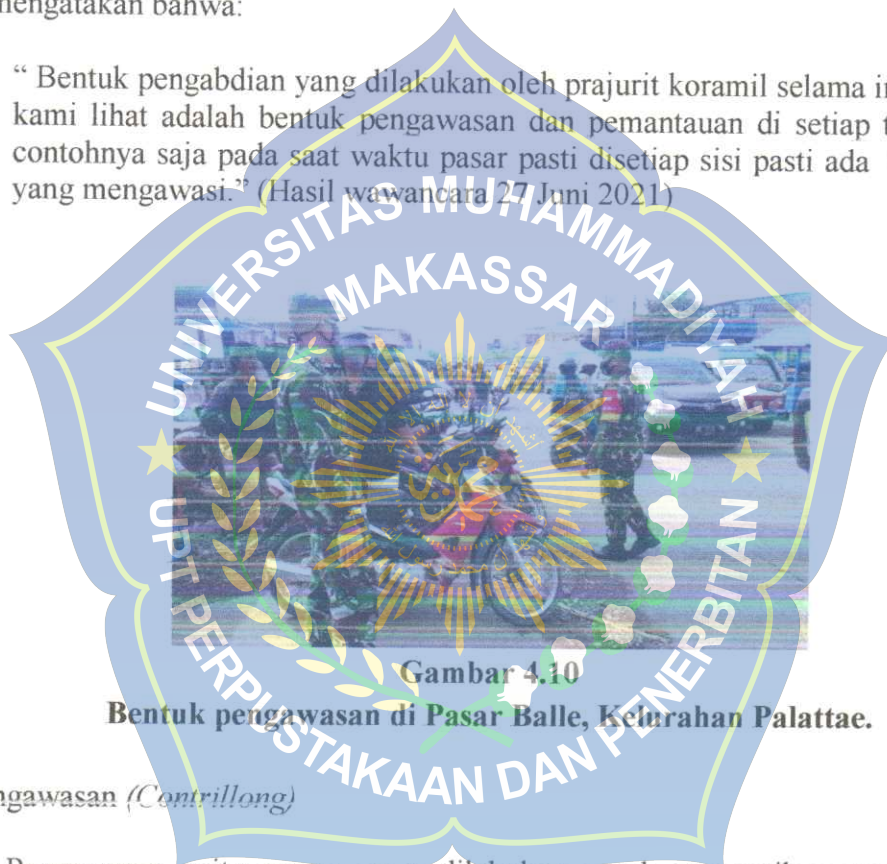 mengatakan bahwa:
“ Bentuk pengabdian yang dilakukan oleh prajurit koramil selama
kami lihat adalah bentuk pengawasan dan pemantauan di setiap
contohnya saja pada saat waktu pasar pasti disetiap sisi pasti ada
yang mengawasi.” (Hasil wawancara 27 Juni 2021)
UNIVERSITAS MUHAMMADIYAH
MAKASSAR
UPT PERPUSTAKAAN DAN PENERBITAN
Gambar 4.10
Bentuk pengawasan di Pasar Balle, Kelurahan Palattae.
(Contrillong)